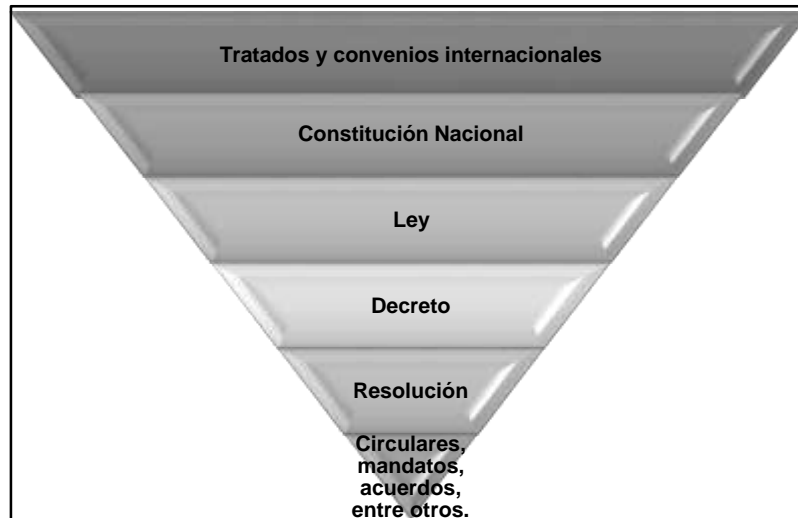 Tratados y convenios internacionales
Constitución Nacional
Ley
Decreto
Resolución
Circulares,
mandatos,
acuerdos,
entre otros.